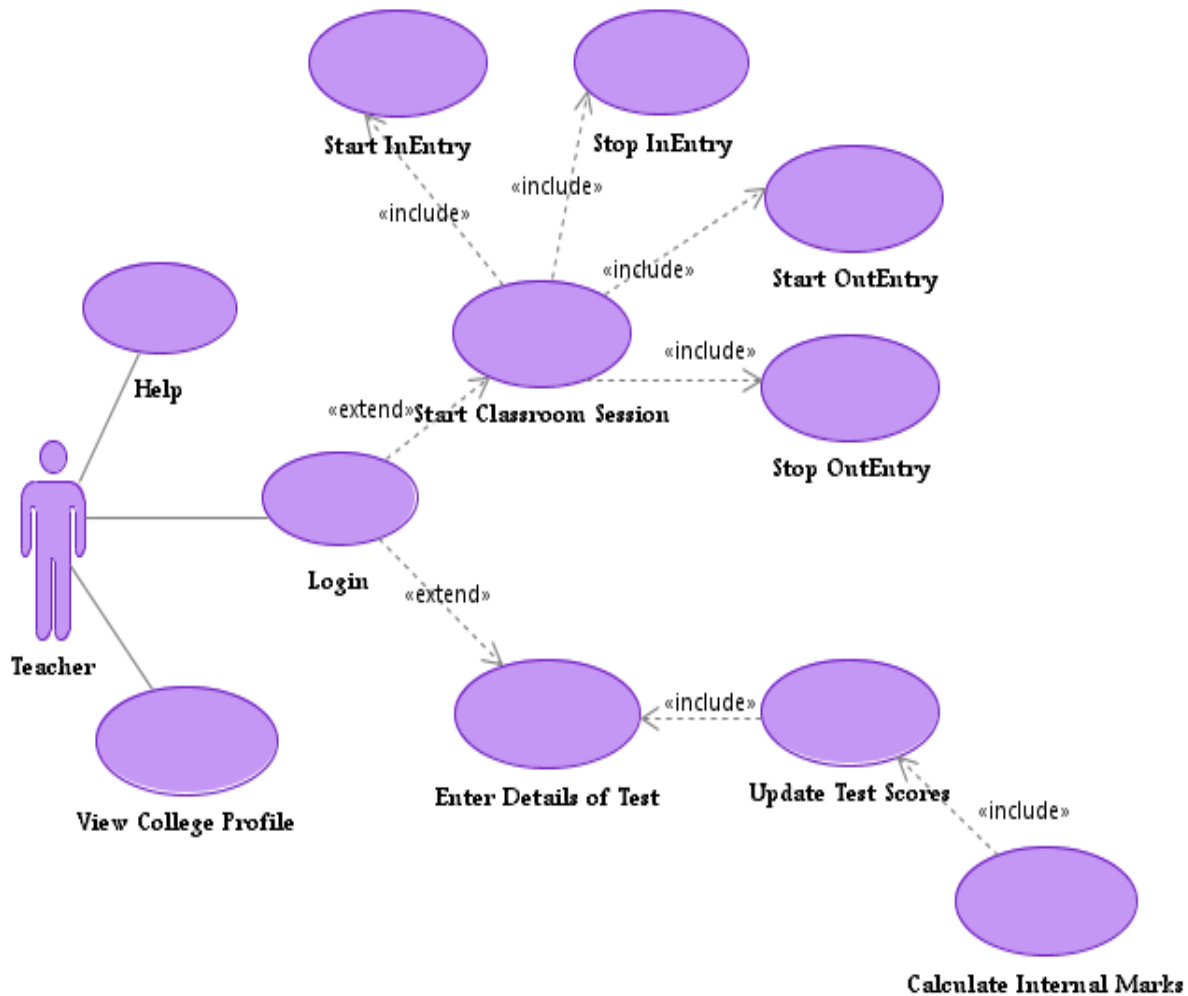 Start InEntry
Stop InEntry
«include»
«include»
«include»
Start OutEntry
«include»
Help
«extend»
Start Classroom Session
Stop OutEntry
Login
«extend»
Teacher
«include»
View College Profile
Enter Details of Test
Update Test Scores
«include»
Calculate Internal Marks